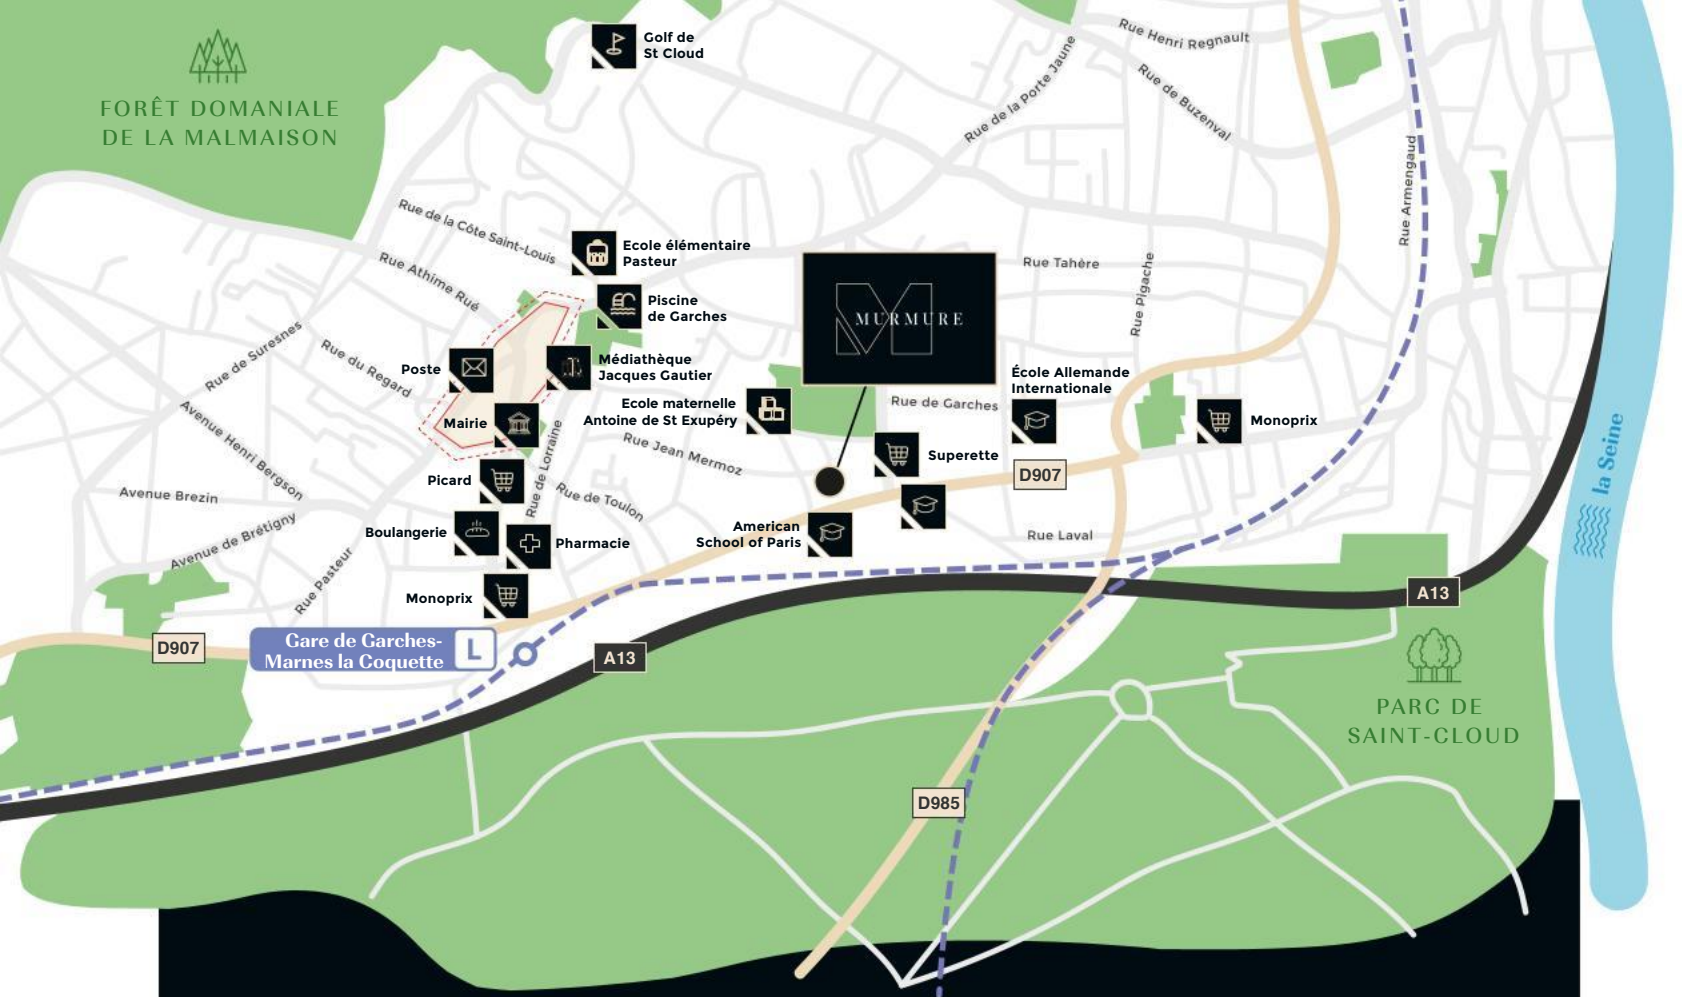 Golf de
St Cloud
Rue Henri Regnault
Rue de la Porte Jaune
Rue de Buzenval
FORÊT DOMANIALE
DE LA MALMAISON
Rue Armengaud
Rue de la Côte Saint-Louis
Ecole élémentaire
Pasteur
Rue Athime Rué
Rue Tahère
Rue Pigache
Piscine
de Garches
MURMURE
Rue de Suresnes
Rue du Regard
Poste
Médiathèque
Jacques Gautier
École Allemande
Internationale
Ecole maternelle
Antoine de St Exupéry
Rue de Garches
Mairie
Monoprix
Avenue Henri Bergson
Rue de Lorraine
Rue Jean Mermoz
Superette
D907
la Seine
Picard
Avenue Brezin
Rue de Toulon
Avenue de Brétigny
Boulangerie
Pharmacie
American
School of Paris
Rue Laval
Rue Pasteur
Monoprix
A13
D907
Gare de Garches-
Marnes la Coquette
L
A13
PARC DE
SAINT-CLOUD
D985